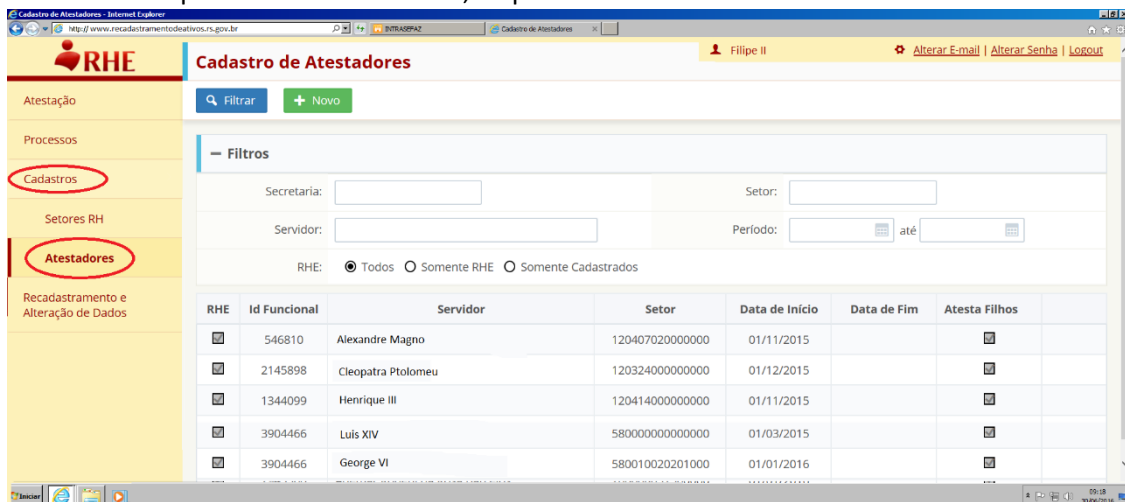 Cadastro de Atestadores - Internet Explorer
http://www.recadastramentodeativos.rs.gov.br
INTRASEFAZ
Cadastro de Atestadores
RHE
Cadastro de Atestadores
Filipe II
Alterar E-mail | Alterar Senha | Logout
Atestação
Processos
Cadastros
Setores RH
Atestadores
Recadastramento e
Alteração de Dados
Filtrar
Novo
Filtros
Secretaria:
Setor:
Servidor:
Período:
até
RHE:
Todos
Somente RHE
Somente Cadastrados
RHE Id Funcional Servidor Setor Data de Início Data de Fim Atesta Filhos
546810 Alexandre Magno 120407020000000 01/11/2015
2145898 Cleopatra Ptolomeu 120324000000000 01/12/2015
1344099 Henrique III 120414000000000 01/11/2015
3904466 Luis XIV 580000000000000 01/03/2015
3904466 George VI 580010020201000 01/01/2016
Iniciar
09:18